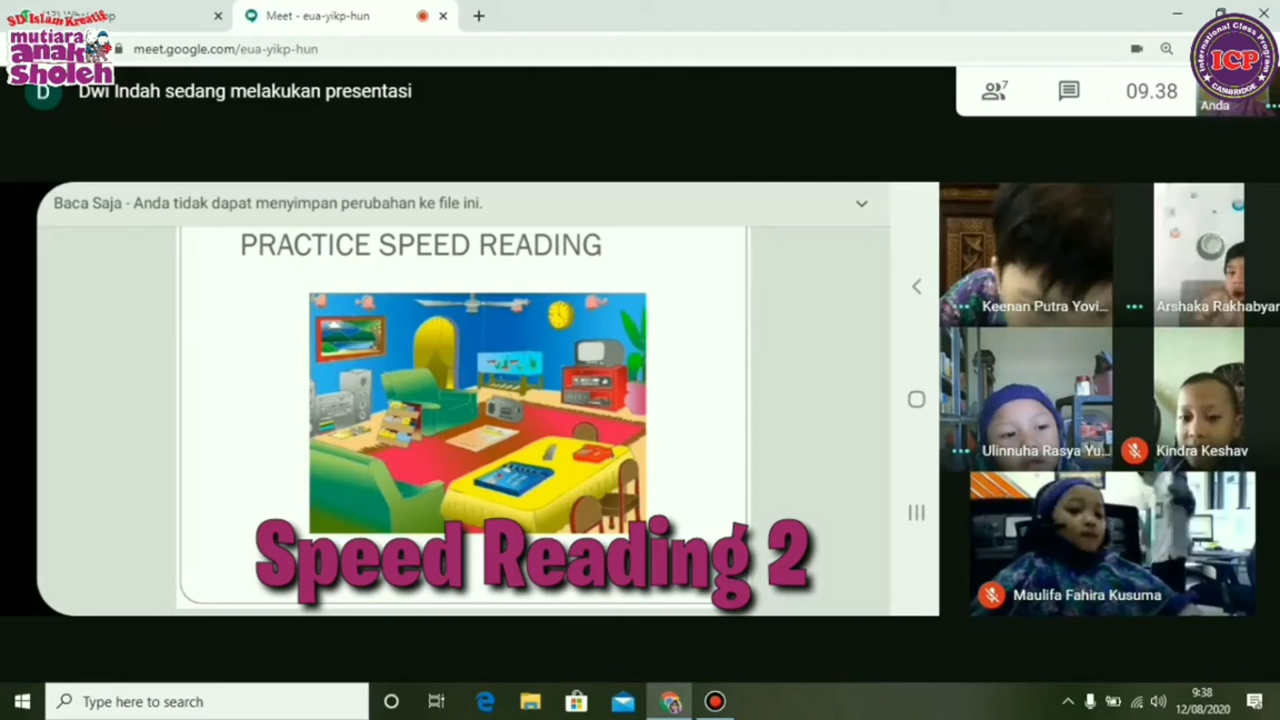 SD Islam Kreatif
mutiara
anak
Sholeh
Meet - eua-yikp-hun
meet.google.com/eua-yikp-hun
International Class Program
ICP
CAMBRIDGE
D
Dwi Indah sedang melakukan presentasi
7
09.38
Anda
Baca Saja - Anda tidak dapat menyimpan perubahan ke file ini.
PRACTICE SPEED READING
Speed Reading 2
Keenan Putra Yovi...
Arshaka Rakhabyar
Ulinnuha Rasya Yu...
Kindra Keshav
Maulifa Fahira Kusuma
Type here to search
9:38
12/08/2020